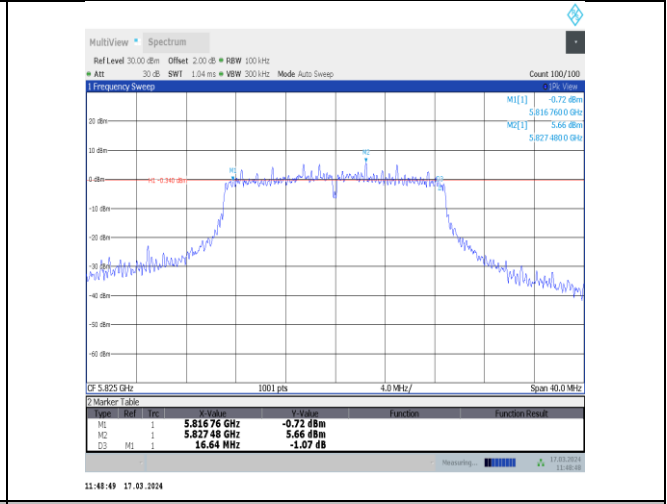 MultiView Spectrum
Ref Level 30.00 dBm Offset 2.00 dB RBW 100 kHz
Att 30 dB SWT 1.04 ms VBW 300 kHz Mode Auto Sweep Count 100/100
1 Frequency Sweep 1Pk View
M1[1] -0.72 dBm
5.816 760 0 GHz
M2[1] 5.66 dBm
5.827 480 0 GHz
20 dBm
10 dBm
M2
M1
0 dBm
H1 -0.340 dBm
D3
-10 dBm
-20 dBm
-30 dBm
-40 dBm
-50 dBm
-60 dBm
CF 5.825 GHz 1001 pts 4.0 MHz/ Span 40.0 MHz
2 Marker Table
Type Ref Trc X-Value Y-Value Function Function Result
M1 1 5.816 76 GHz -0.72 dBm
M2 1 5.827 48 GHz 5.66 dBm
D3 M1 1 16.64 MHz -1.07 dB
Measuring... 17.03.2024
11:48:49
11:48:49 17.03.2024